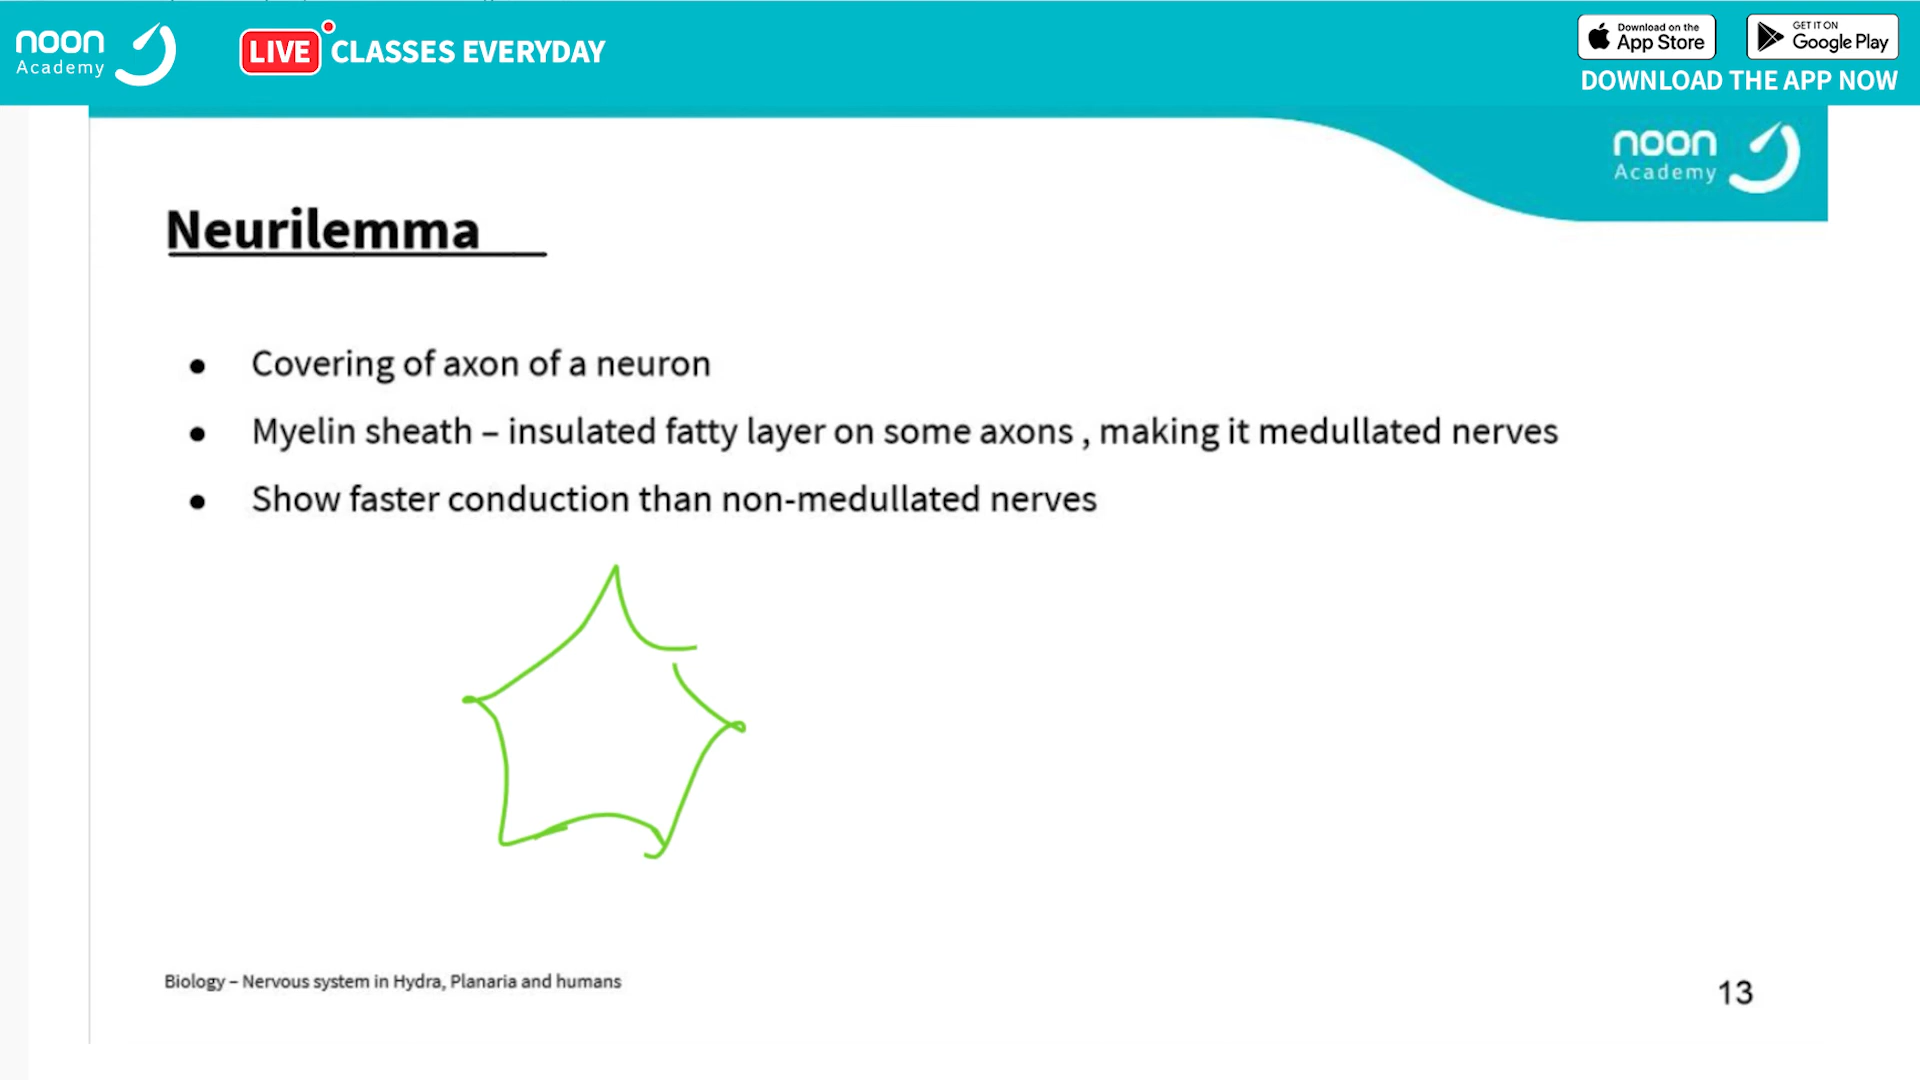 noon
Academy
LIVE CLASSES EVERYDAY
Download on the
App Store
GET IT ON
Google Play
DOWNLOAD THE APP NOW
noon
Academy
Neurilemma
● Covering of axon of a neuron
● Myelin sheath – insulated fatty layer on some axons , making it medullated nerves
● Show faster conduction than non-medullated nerves
Biology – Nervous system in Hydra, Planaria and humans
13